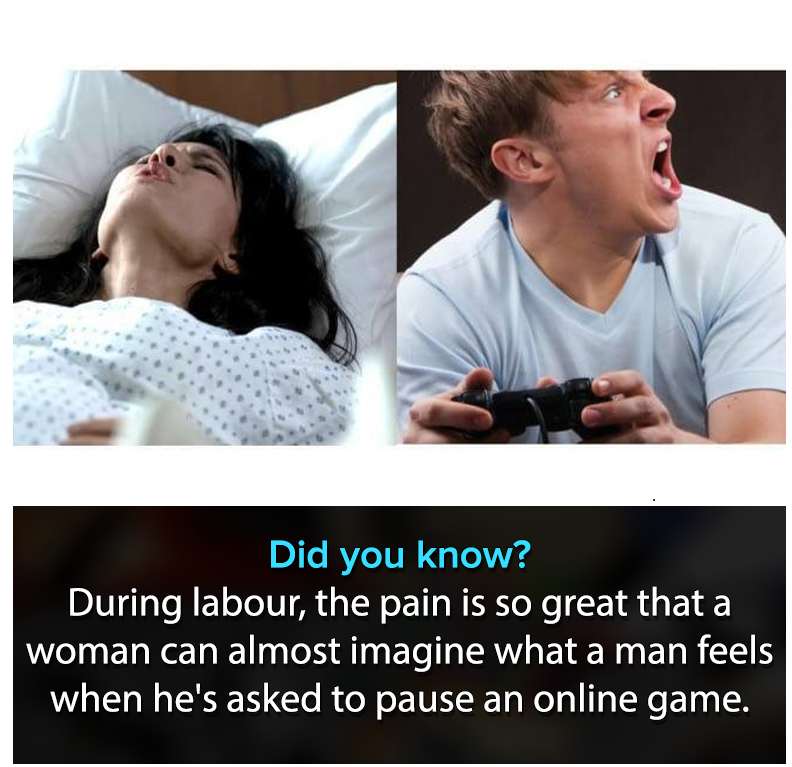 Did you know?
During labour, the pain is so great that a
woman can almost imagine what a man feels
when he's asked to pause an online game.